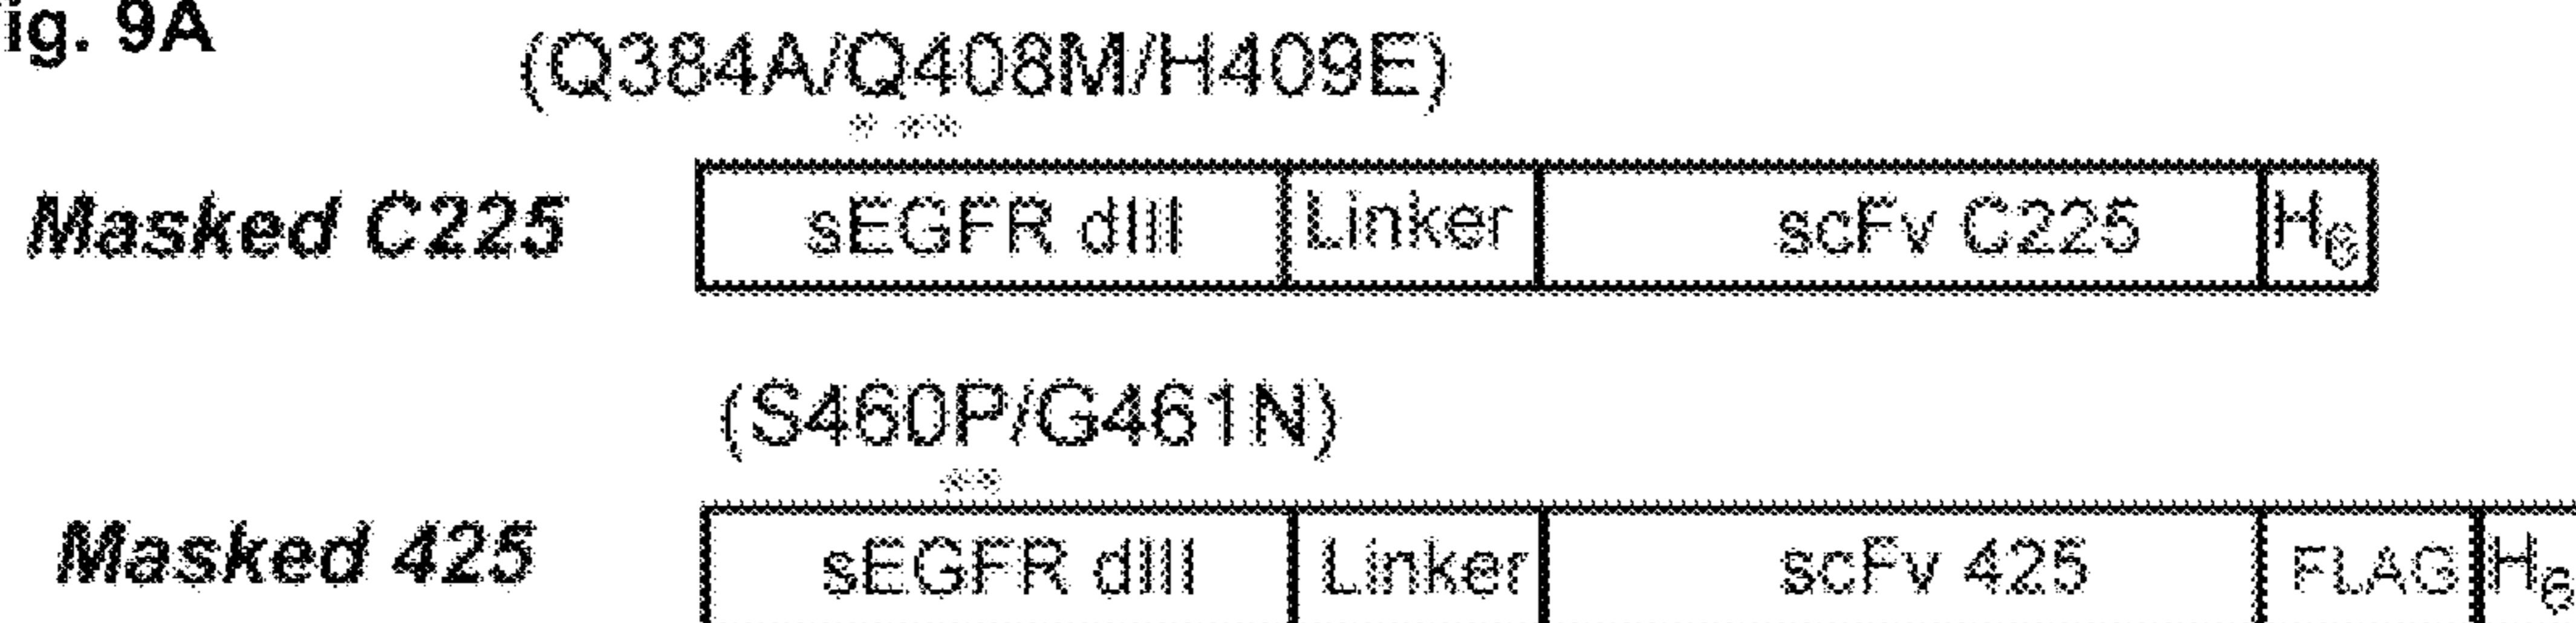 ig. 9A
(Q384A/Q408M/H409E)
* **
Masked C225 sEGFR dIII Linker scFv C225 H6
(S460P/G461N)
**
Masked 425 sEGFR dIII Linker scFv 425 FLAG H6